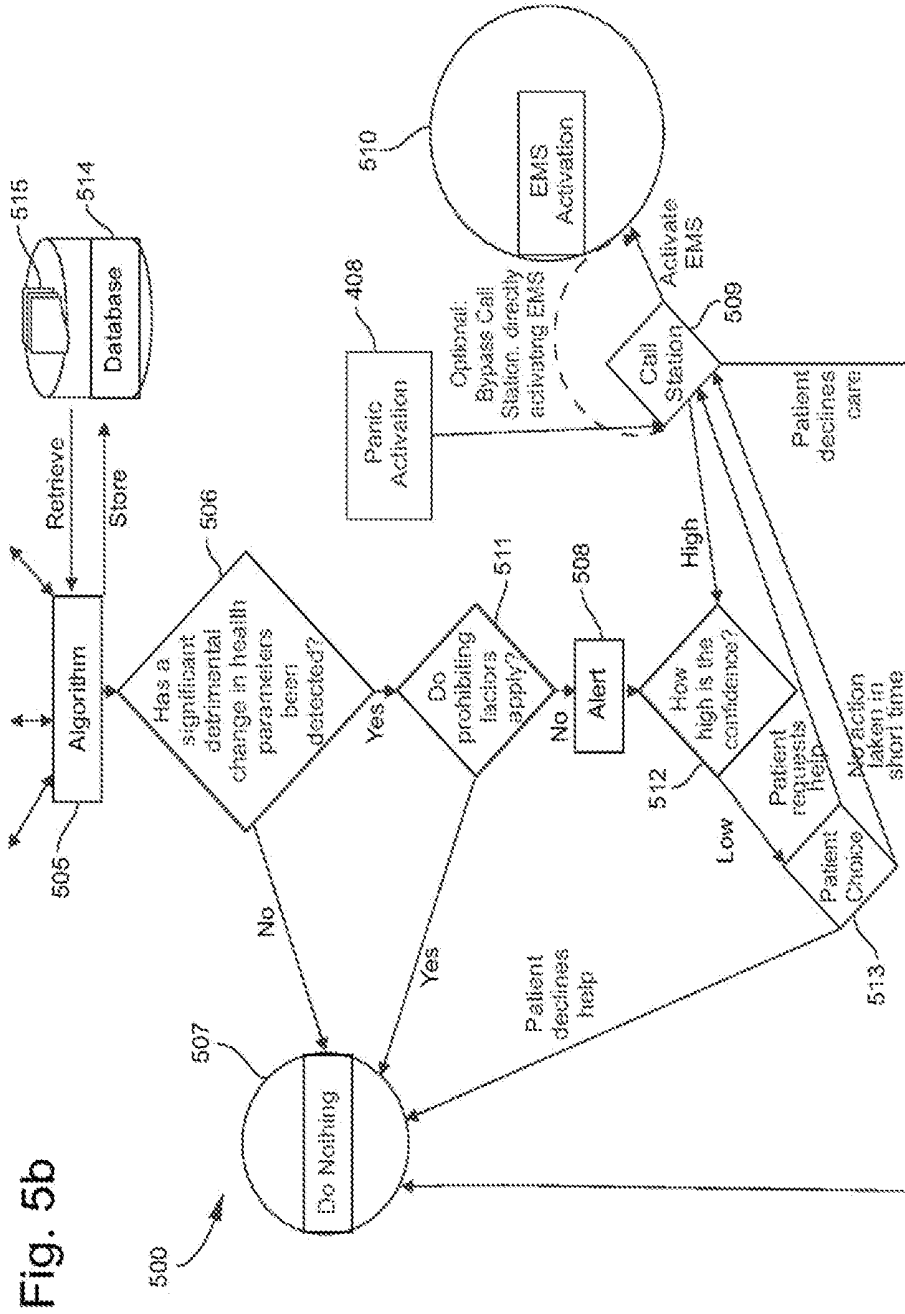 Fig. 5b
500
505
Algorithm
Retrieve
Store
515
514
Database
506
Has a
significant
detrimental
change in health
parameters
been
detected?
No
Yes
507
Do Nothing
511
Do
prohibiting
factors
apply?
Yes
No
508
Alert
408
Panic
Activation
Optional:
Bypass Call
Station, directly
activating EMS
510
EMS
Activation
Activate
EMS
509
Call
Station
High
512
How
high is the
confidence?
Low
Patient
requests
help
No action
taken in
short time
Patient
Choice
513
Patient
declines
help
Patient
declines
care